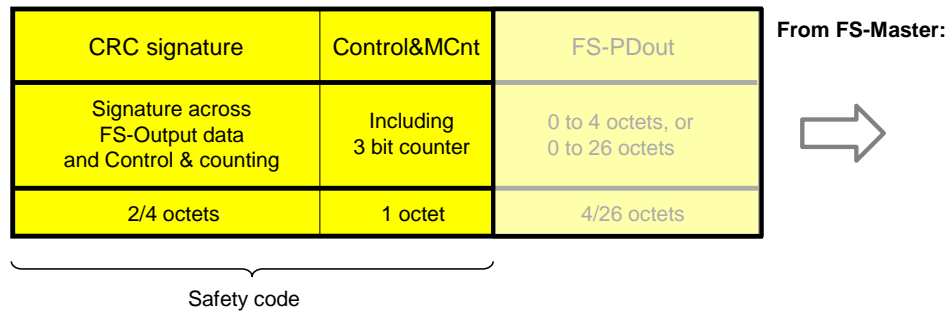 CRC signature
Control&MCnt
FS-PDout
From FS-Master:
Signature across
FS-Output data
and Control & counting
Including
3 bit counter
0 to 4 octets, or
0 to 26 octets
2/4 octets
1 octet
4/26 octets
Safety code